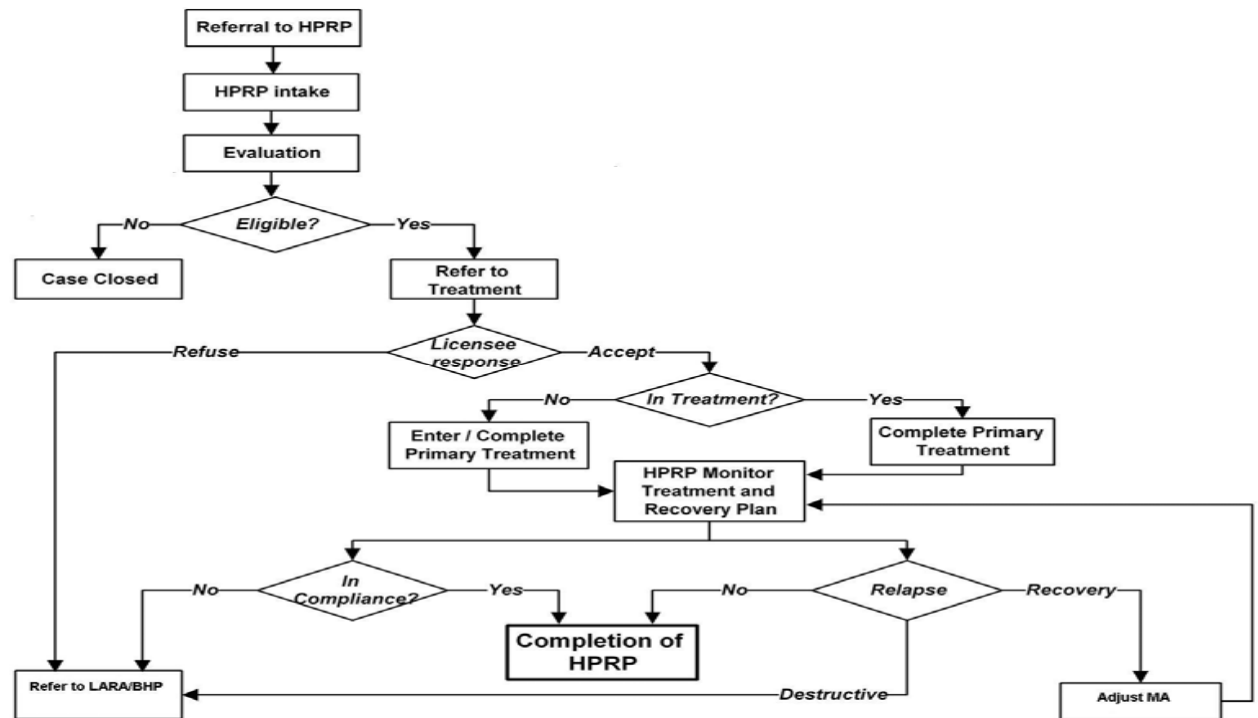 Referral to HPRP
HPRP intake
Evaluation
Eligible?
No
Yes
Case Closed
Refer to
Treatment
Licensee
response
Refuse
Accept
In Treatment?
No
Yes
Enter / Complete
Primary Treatment
Complete Primary
Treatment
HPRP Monitor
Treatment and
Recovery Plan
In
Compliance?
No
Yes
Relapse
No
Recovery
Completion of
HPRP
Refer to LARA/BHP
Destructive
Adjust MA